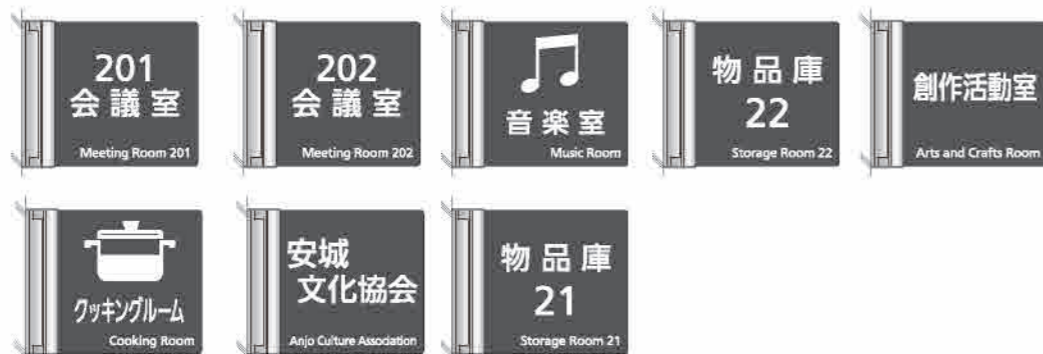 201
会議室
Meeting Room 201
202
会議室
Meeting Room 202
音楽室
Music Room
物品庫
22
Storage Room 22
創作活動室
Arts and Crafts Room
クッキングルーム
Cooking Room
安城
文化協会
Anjo Culture Association
物品庫
21
Storage Room 21